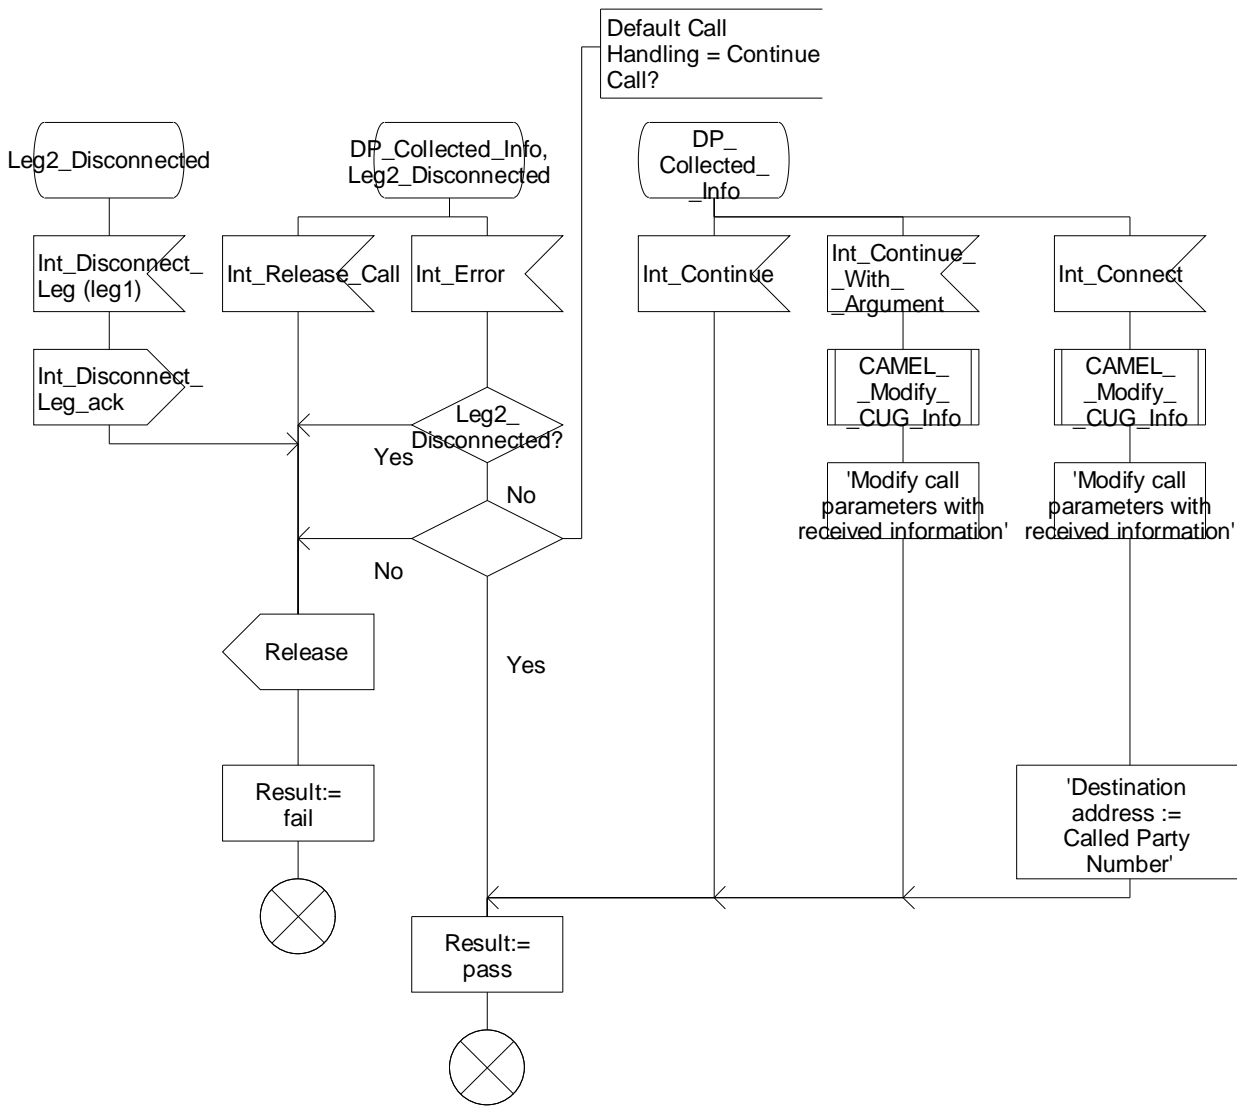 Default Call
Handling = Continue
Call?
Leg2_Disconnected
DP_Collected_Info,
Leg2_Disconnected
DP_
Collected_
_Info
Int_Disconnect_
Leg (leg1)
Int_Release_Call
Int_Error
Int_Continue
Int_Continue_
_With_
_Argument
Int_Connect
Int_Disconnect_
Leg_ack
Leg2_
Disconnected?
CAMEL_
_Modify_
_CUG_Info
CAMEL_
_Modify_
_CUG_Info
Yes
No
'Modify call
parameters with
received information'
'Modify call
parameters with
received information'
No
Yes
Release
Result:=
fail
'Destination
address :=
Called Party
Number'
Result:=
pass